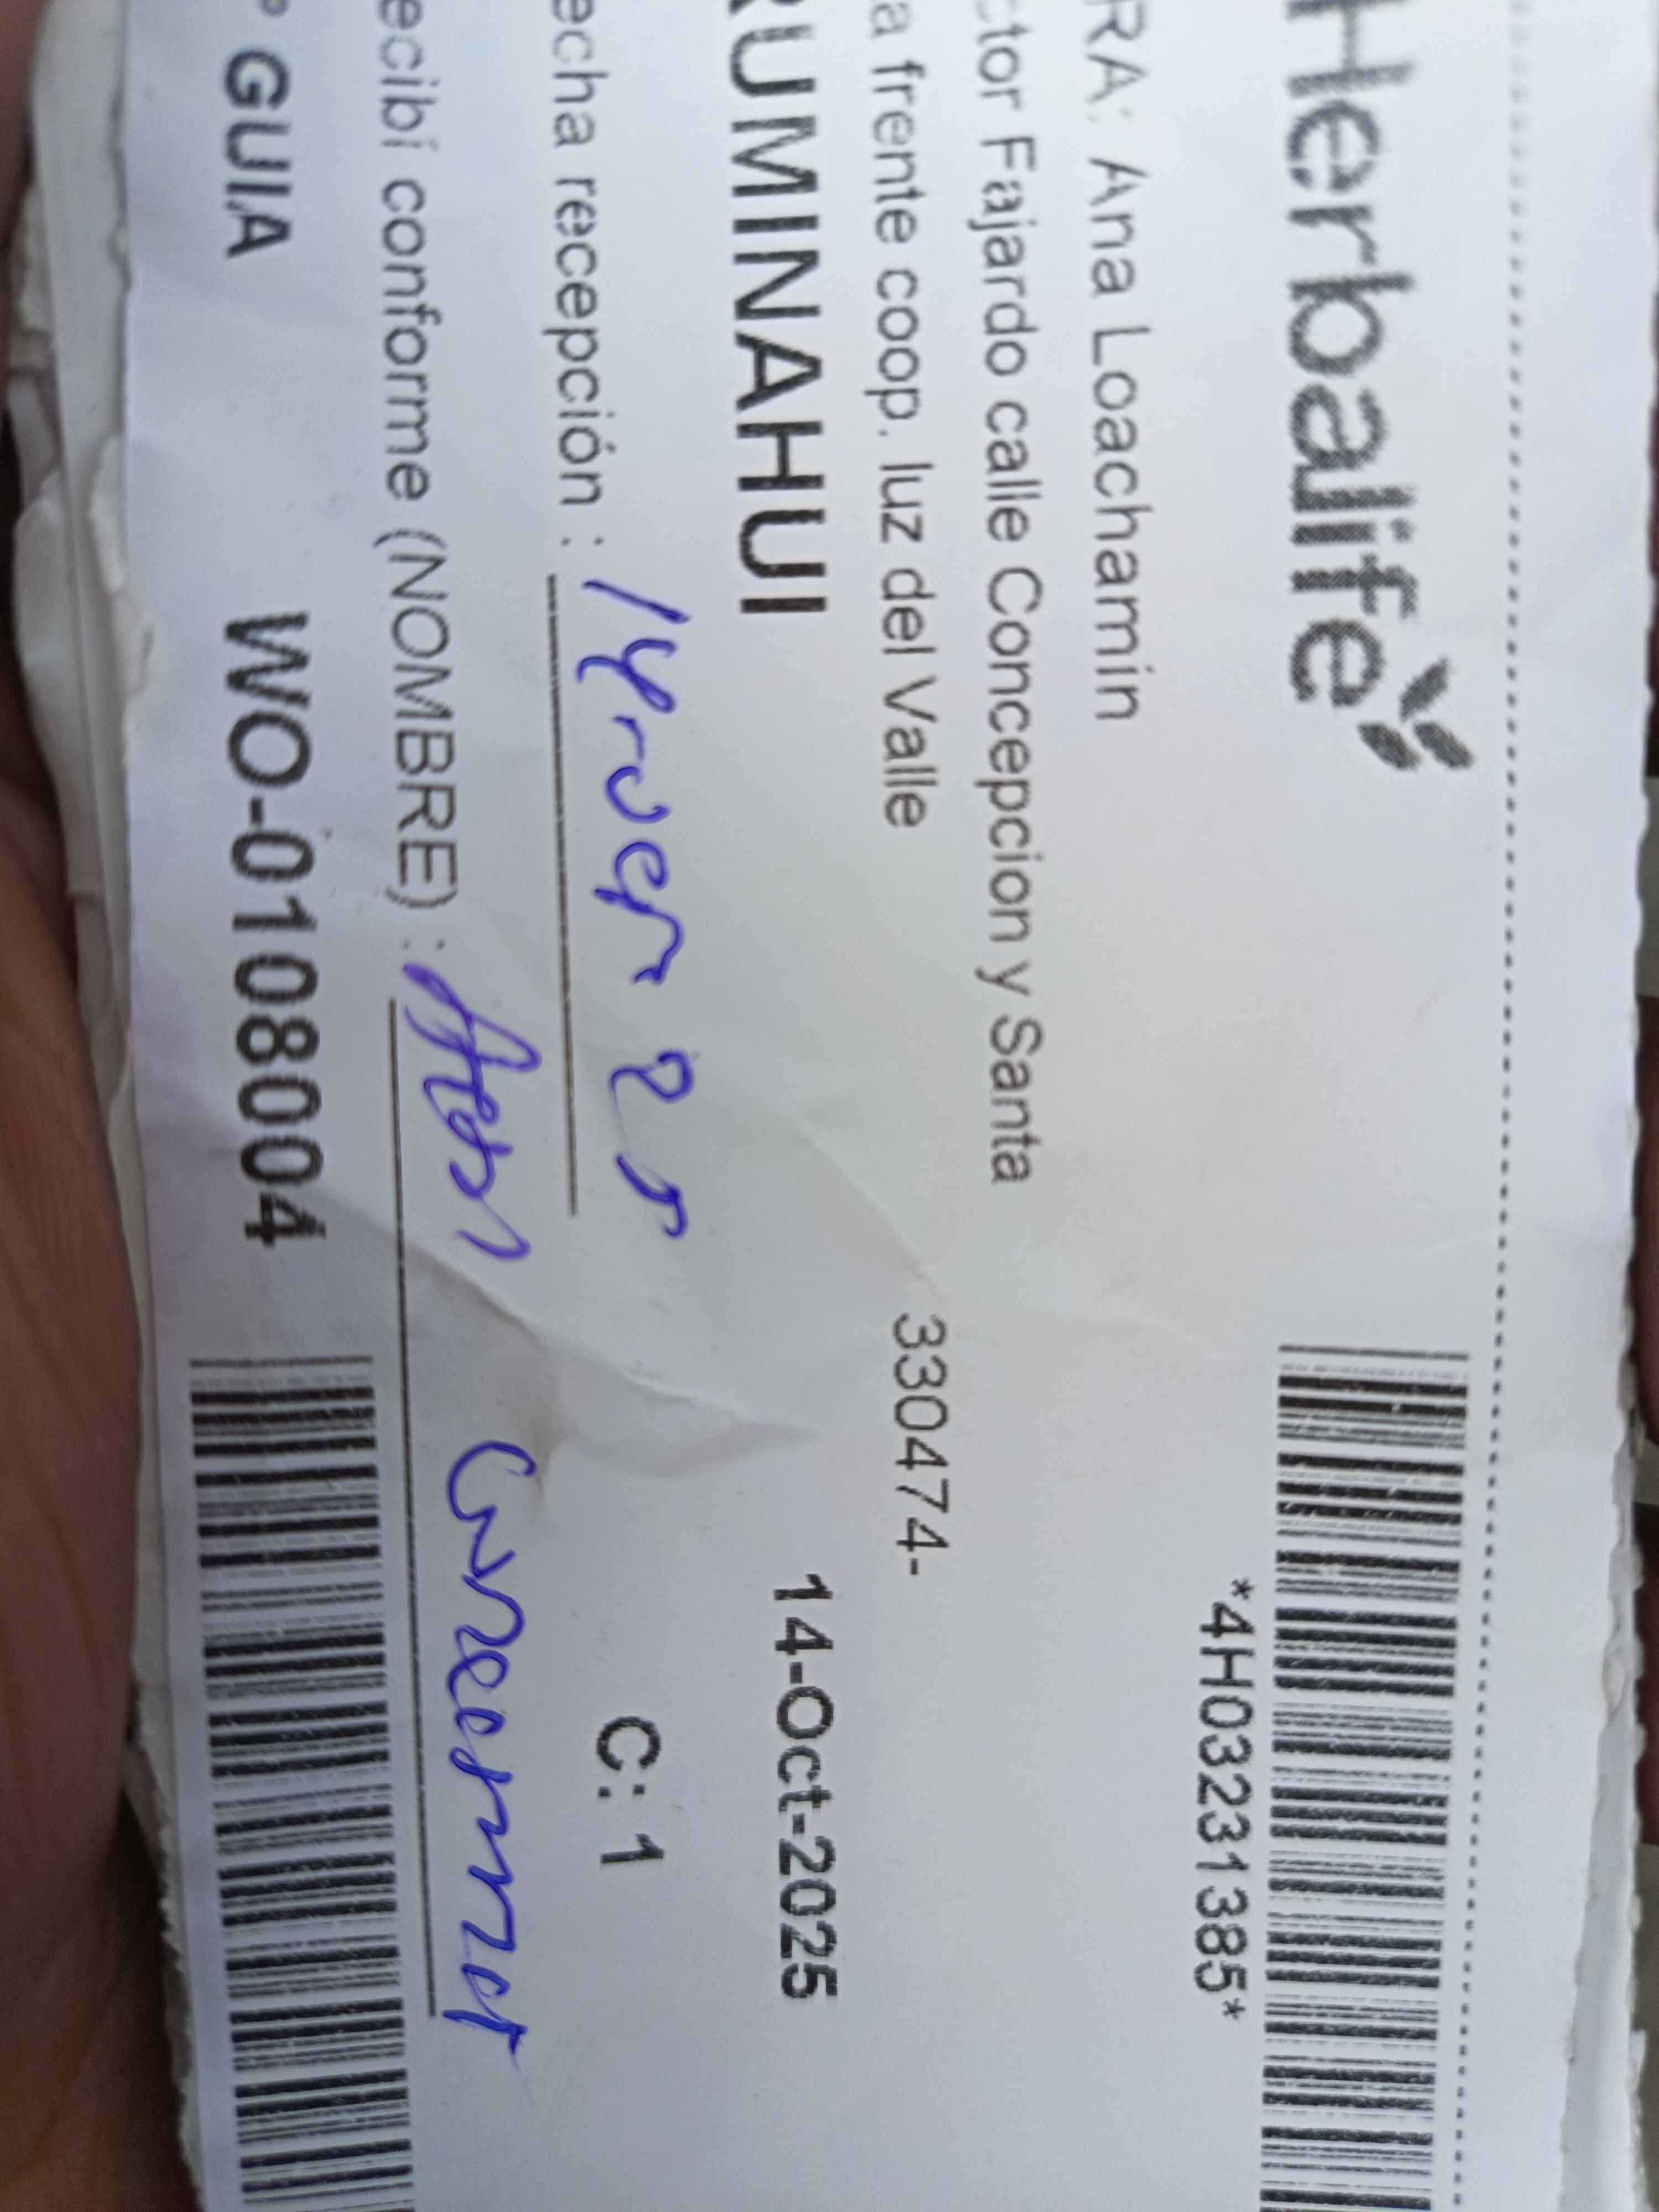 Herbalife
*4H03231385*
RA: Ana Loachamin
ctor Fajardo calle Concepcion y Santa
a frente coop. luz del Valle
330474-
RUMINAHUI
14-Oct-2025
echa recepción :
C: 1
ecibí conforme (NOMBRE) :
° GUIA WO-0108004